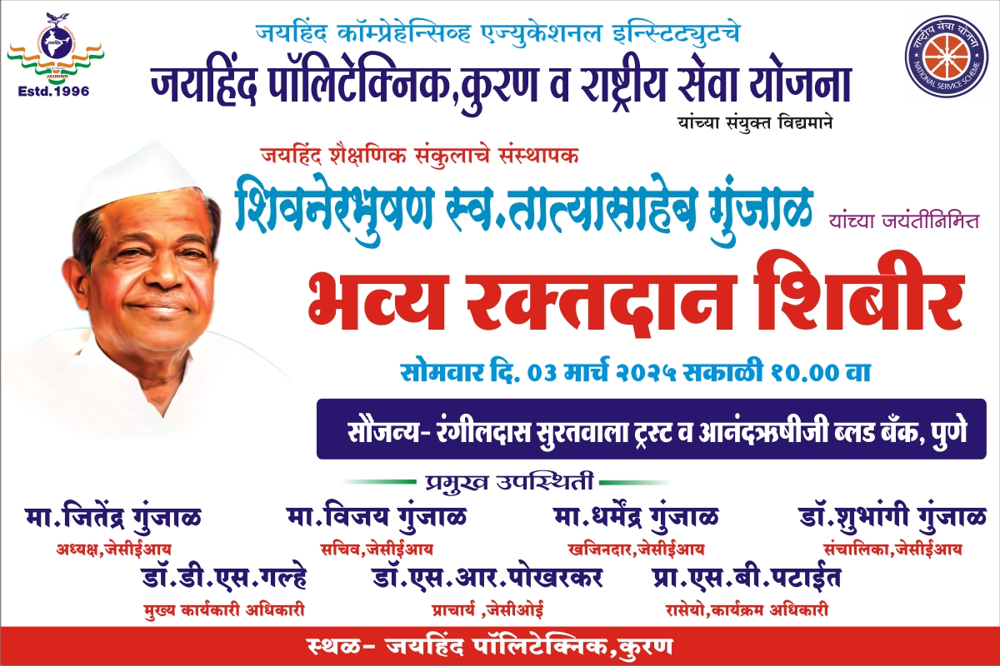 जयहिंद कॉम्प्रेहेन्सिव्ह एज्युकेशनल इन्स्टिट्युटचे
जयहिंद
JAIHIND
Estd.1996
राष्ट्रीय सेवा योजना
NATIONAL SERVICE SCHEME
जयहिंद पॉलिटेक्निक,कुरण व राष्ट्रीय सेवा योजना
यांच्या संयुक्त विद्यमाने
जयहिंद शैक्षणिक संकुलाचे संस्थापक
शिवनेरभुषण स्व.तात्यासाहेब गुंजाळ यांच्या जयंतीनिमित्त
भव्य रक्तदान शिबीर
सोमवार दि. 03 मार्च २०२५ सकाळी १०.00 वा
सौजन्य- रंगीलदास सुरतवाला ट्रस्ट व आनंदऋषीजी ब्लड बँक, पुणे
प्रमुख उपस्थिती
मा.जितेंद्र गुंजाळ मा.विजय गुंजाळ मा.धर्मेंद्र गुंजाळ डॉ.शुभांगी गुंजाळ
अध्यक्ष,जेसीईआय सचिव,जेसीईआय खजिनदार,जेसीईआय संचालिका,जेसीईआय
डॉ.डी.एस.गल्हे डॉ.एस.आर.पोखरकर प्रा.एस.बी.पटाईत
मुख्य कार्यकारी अधिकारी प्राचार्य ,जेसीओई रासेयो,कार्यक्रम अधिकारी
स्थळ- जयहिंद पॉलिटेक्निक,कुरण